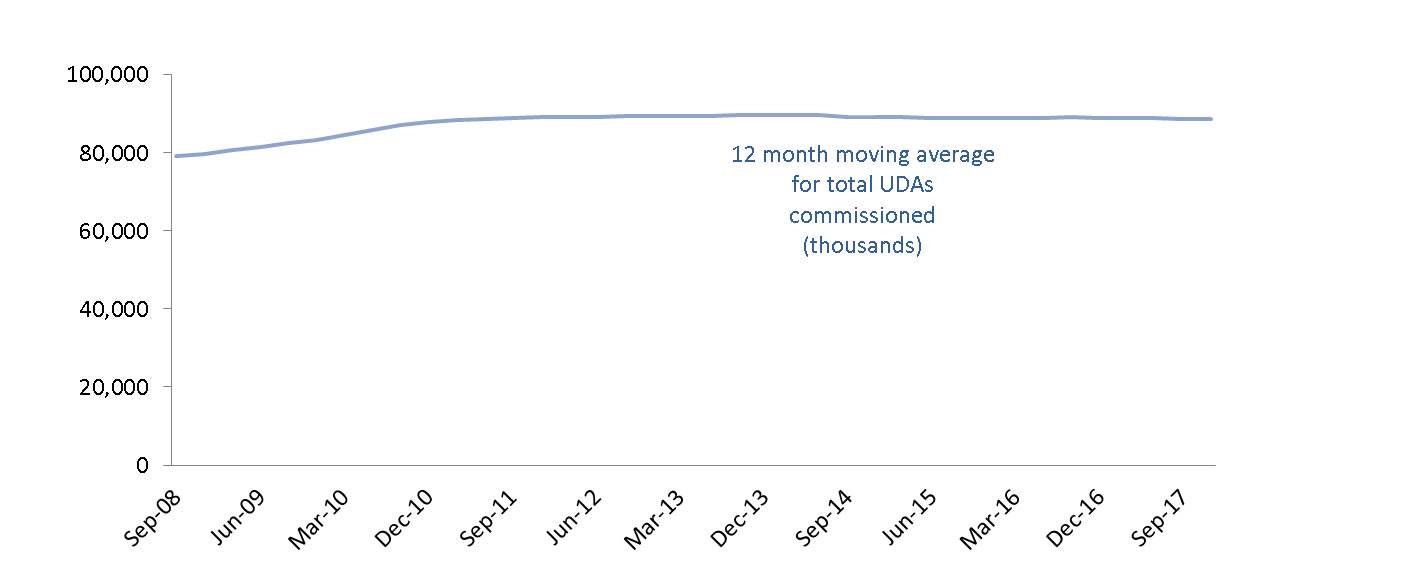 100,000
80,000
60,000
40,000
20,000
0
12 month moving average
for total UDAs
commissioned
(thousands)
Sep-08
Jun-09
Mar-10
Dec-10
Sep-11
Jun-12
Mar-13
Dec-13
Sep-14
Jun-15
Mar-16
Dec-16
Sep-17